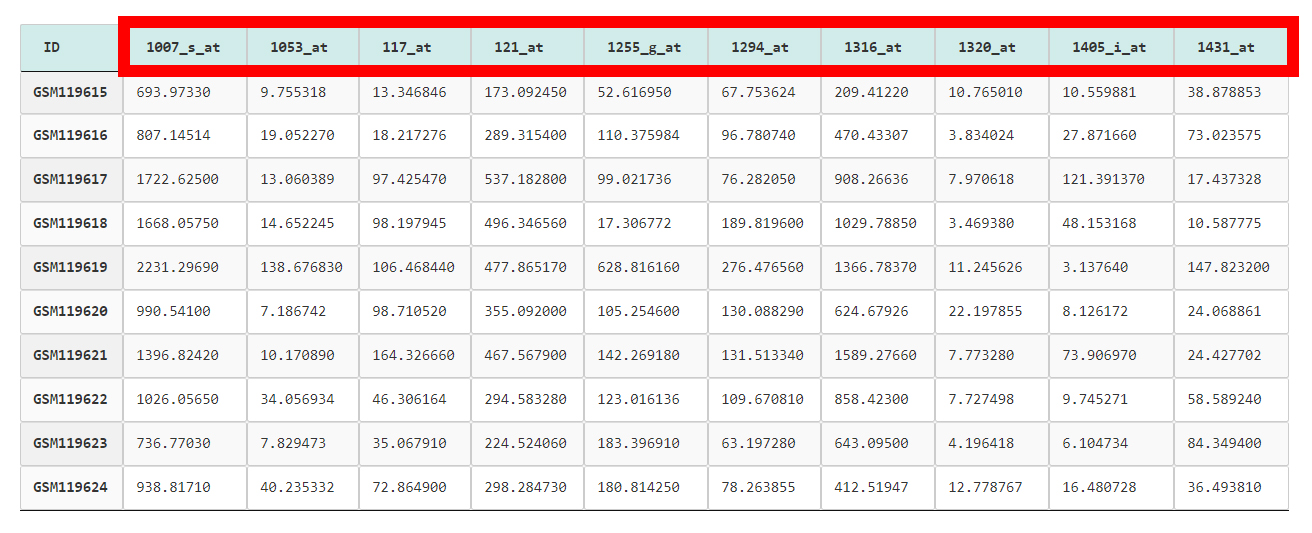 ID 1007_s_at 1053_at 117_at 121_at 1255_g_at 1294_at 1316_at 1320_at 1405_i_at 1431_at
GSM119615 693.97330 9.755318 13.346846 173.092450 52.616950 67.753624 209.41220 10.765010 10.559881 38.878853
GSM119616 807.14514 19.052270 18.217276 289.315400 110.375984 96.780740 470.43307 3.834024 27.871660 73.023575
GSM119617 1722.62500 13.060389 97.425470 537.182800 99.021736 76.282050 908.26636 7.970618 121.391370 17.437328
GSM119618 1668.05750 14.652245 98.197945 496.346560 17.306772 189.819600 1029.78850 3.469380 48.153168 10.587775
GSM119619 2231.29690 138.676830 106.468440 477.865170 628.816160 276.476560 1366.78370 11.245626 3.137640 147.823200
GSM119620 990.54100 7.186742 98.710520 355.092000 105.254600 130.088290 624.67926 22.197855 8.126172 24.068861
GSM119621 1396.82420 10.170890 164.326660 467.567900 142.269180 131.513340 1589.27660 7.773280 73.906970 24.427702
GSM119622 1026.05650 34.056934 46.306164 294.583280 123.016136 109.670810 858.42300 7.727498 9.745271 58.589240
GSM119623 736.77030 7.829473 35.067910 224.524060 183.396910 63.197280 643.09500 4.196418 6.104734 84.349400
GSM119624 938.81710 40.235332 72.864900 298.284730 180.814250 78.263855 412.51947 12.778767 16.480728 36.493810